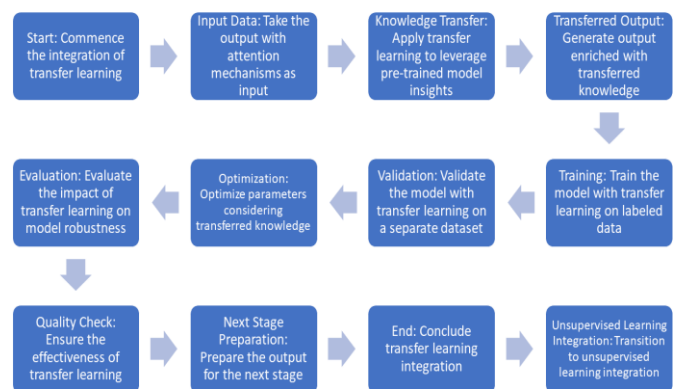 Start: Commence
the integration of
transfer learning
Input Data: Take the
output with
attention
mechanisms as
input
Knowledge Transfer:
Apply transfer
learning to leverage
pre-trained model
insights
Transferred Output:
Generate output
enriched with
transferred
knowledge
Training: Train the
model with transfer
learning on labeled
data
Validation: Validate
the model with
transfer learning on
a separate dataset
Optimization:
Optimize parameters
considering
transferred knowledge
Evaluation: Evaluate
the impact of
transfer learning on
model robustness
Quality Check:
Ensure the
effectiveness of
transfer learning
Next Stage
Preparation:
Prepare the output
for the next stage
End: Conclude
transfer learning
integration
Unsupervised Learning
Integration: Transition
to unsupervised
learning integration